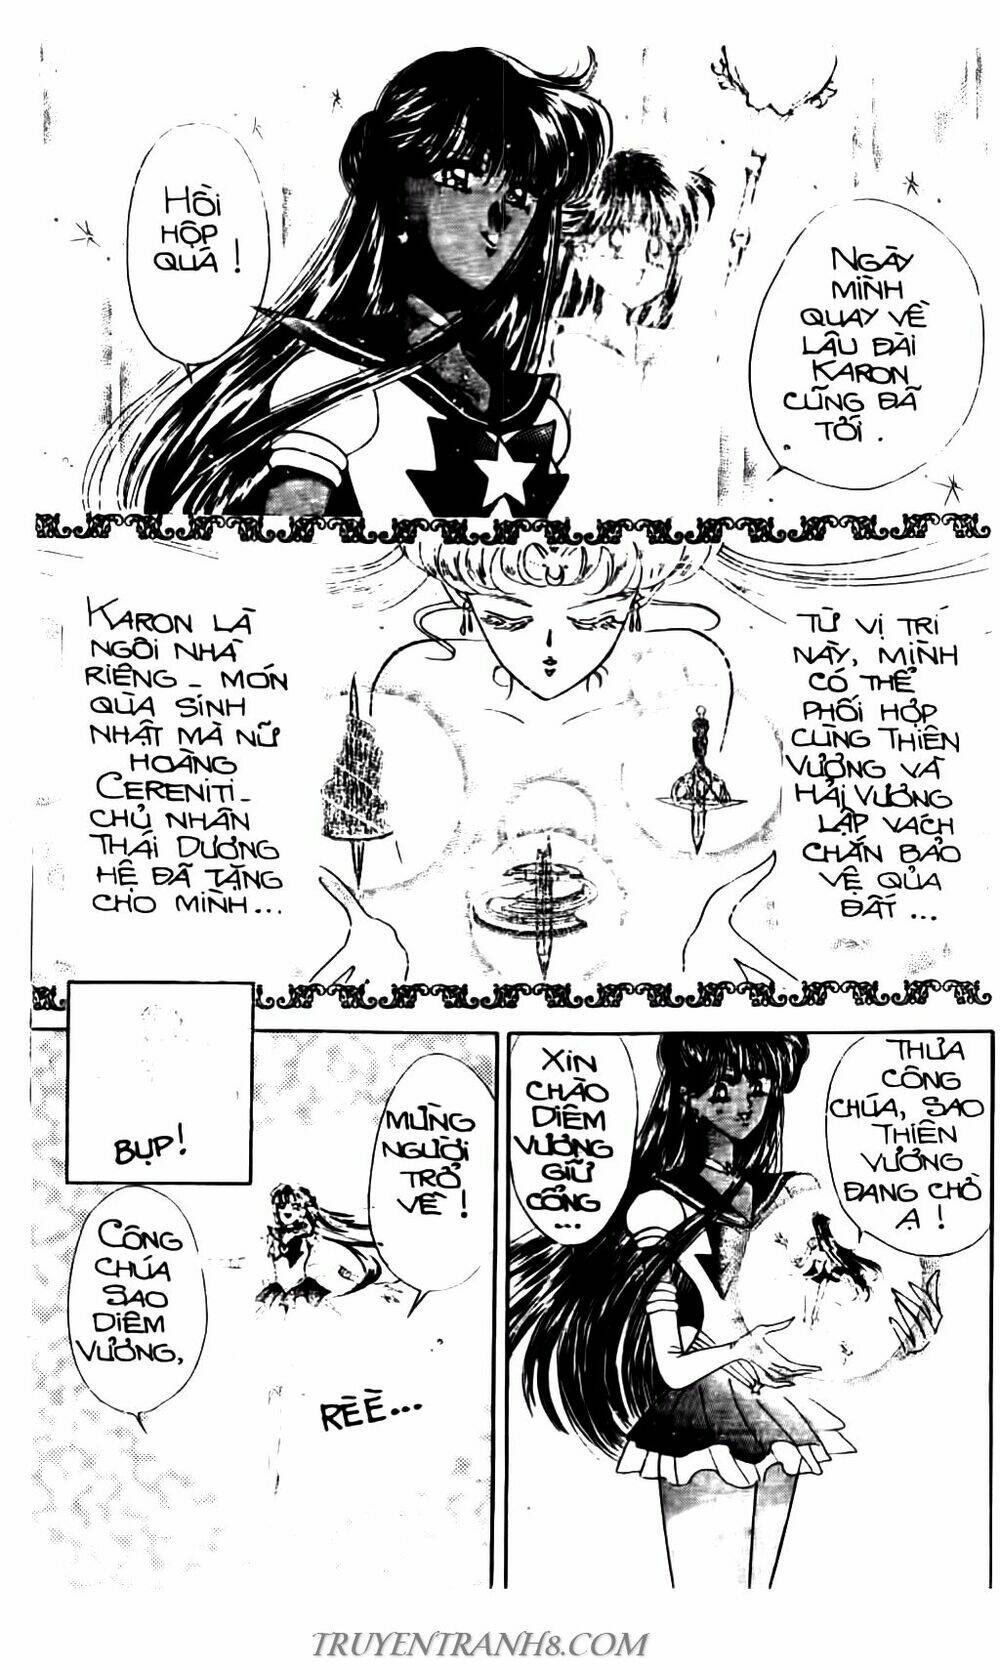 HỒI
HỘP
QUÁ !
NGÀY
MÌNH
QUAY VỀ
LÂU ĐÀI
KARON
CŨNG ĐÃ
TỚI .
KARON LÀ
NGÔI NHÀ
RIÊNG _ MÓN
QÙA SINH
NHẬT MÀ NỮ
HOÀNG
CERENITI_
CHỦ NHÂN
THÁI DƯƠNG
HỆ ĐÃ TẶNG
CHO MÌNH...
TỪ VỊ TRÍ
NÀY, MÌNH
CÓ THỂ
PHỐI HỢP
CÙNG THIÊN
VƯƠNG VÀ
HẢI VƯƠNG
LẬP VÁCH
CHẮN BẢO
VỆ QỦA
ĐẤT ...
BỤP!
MỪNG
NGƯỜI
TRỞ
VỀ !
CÔNG
CHÚA
SAO
DIÊM
VƯƠNG,
RÈÈ...
XIN
CHÀO
DIÊM
VƯƠNG
GIỮ
CỔNG
...
THƯA
CÔNG
CHÚA, SAO
THIÊN
VƯƠNG
ĐANG CHỜ
Ạ !
TRUYENTRANH8.COM